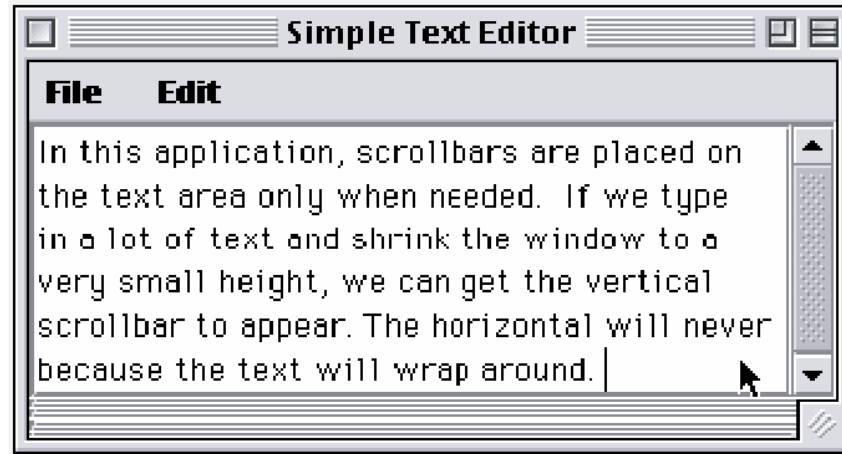 Simple Text Editor
File Edit
In this application, scrollbars are placed on
the text area only when needed.  If we type
in a lot of text and shrink the window to a
very small height, we can get the vertical
scrollbar to appear. The horizontal will never
because the text will wrap around.